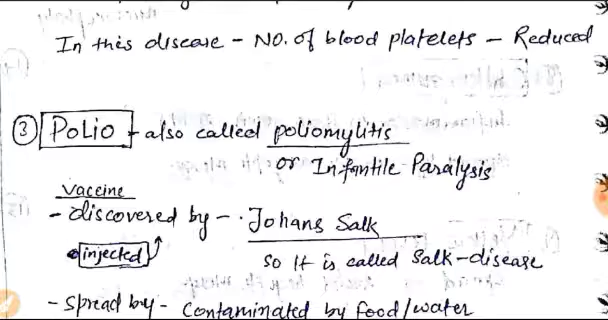 In this disease - NO. of blood platelets - Reduced
③ Polio - also called poliomylitis
or Infantile Paralysis
Vaccine
- discovered by - . Johans Salk
injected
So it is called Salk-disease
- Spread by - Contaminated by food/water